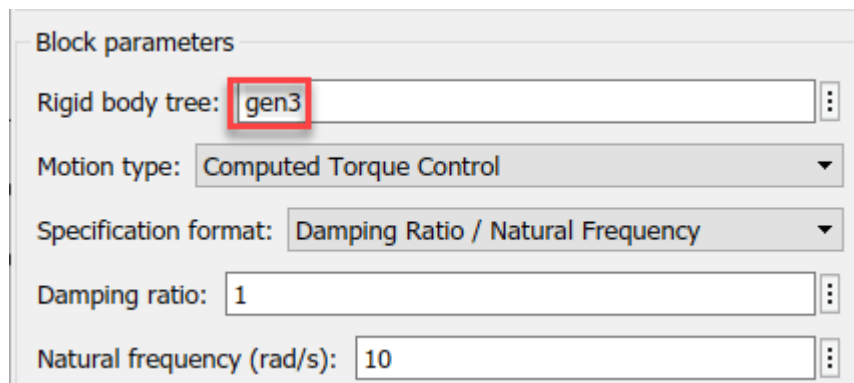 Block parameters
Rigid body tree: gen3
Motion type: Computed Torque Control
Specification format: Damping Ratio / Natural Frequency
Damping ratio: 1
Natural frequency (rad/s): 10